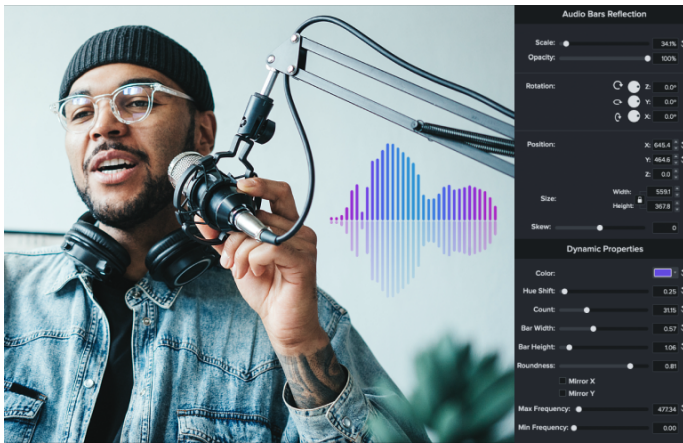 Audio Bars Reflection
Scale: 34.1%
Opacity: 100%
Rotation: Z: 0.0°
Y: 0.0°
X: 0.0°
Position: X: 645.4
Y: 464.6
Z: 0.0
Size: Width: 559.1
Height: 367.8
Skew: 0
Dynamic Properties
Color:
Hue Shift: 0.25
Count: 31.15
Bar Width: 0.57
Bar Height: 1.06
Roundness: 0.81
Mirror X
Mirror Y
Max Frequency: 477.34
Min Frequency: 0.00